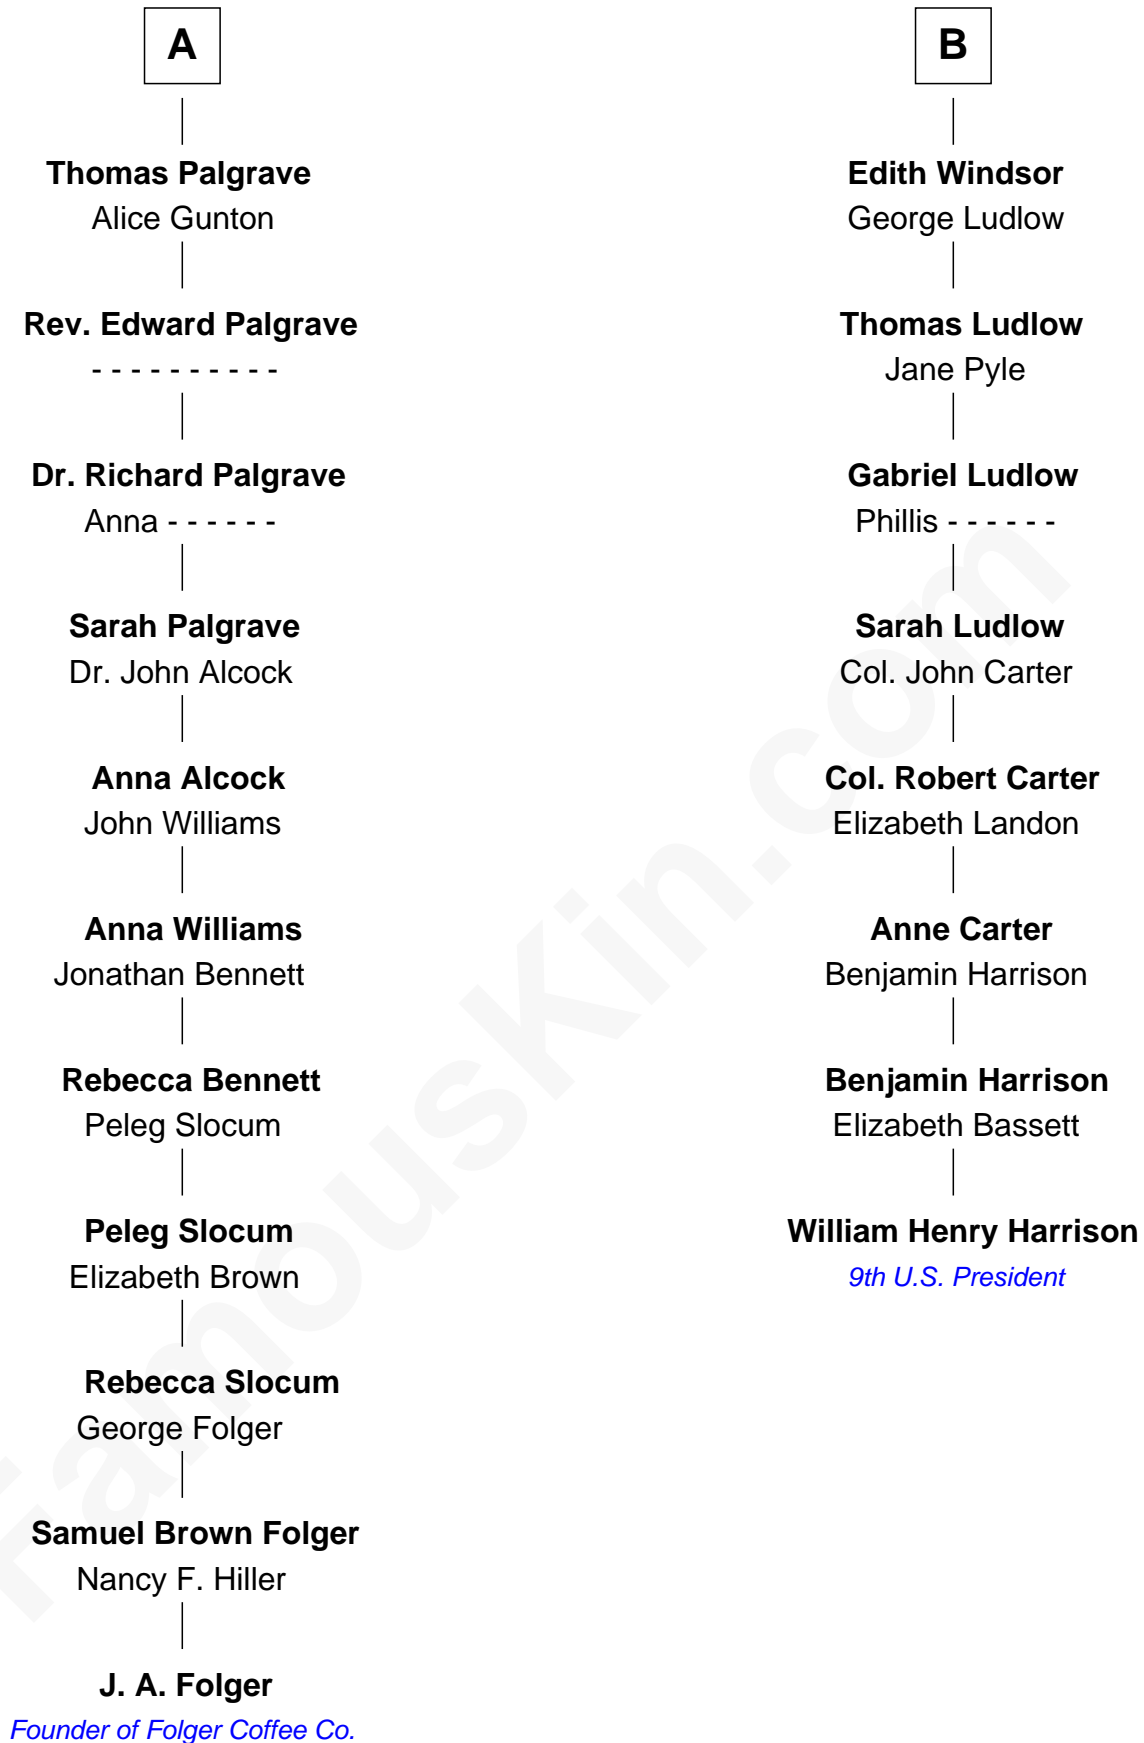 A
Thomas Palgrave
Alice Gunton
Rev. Edward Palgrave
- - - - - - - - - -
Dr. Richard Palgrave
Anna - - - - - -
Sarah Palgrave
Dr. John Alcock
Anna Alcock
John Williams
Anna Williams
Jonathan Bennett
Rebecca Bennett
Peleg Slocum
Peleg Slocum
Elizabeth Brown
Rebecca Slocum
George Folger
Samuel Brown Folger
Nancy F. Hiller
J. A. Folger
Founder of Folger Coffee Co.
B
Edith Windsor
George Ludlow
Thomas Ludlow
Jane Pyle
Gabriel Ludlow
Phillis - - - - - -
Sarah Ludlow
Col. John Carter
Col. Robert Carter
Elizabeth Landon
Anne Carter
Benjamin Harrison
Benjamin Harrison
Elizabeth Bassett
William Henry Harrison
9th U.S. President
FamousKin.com